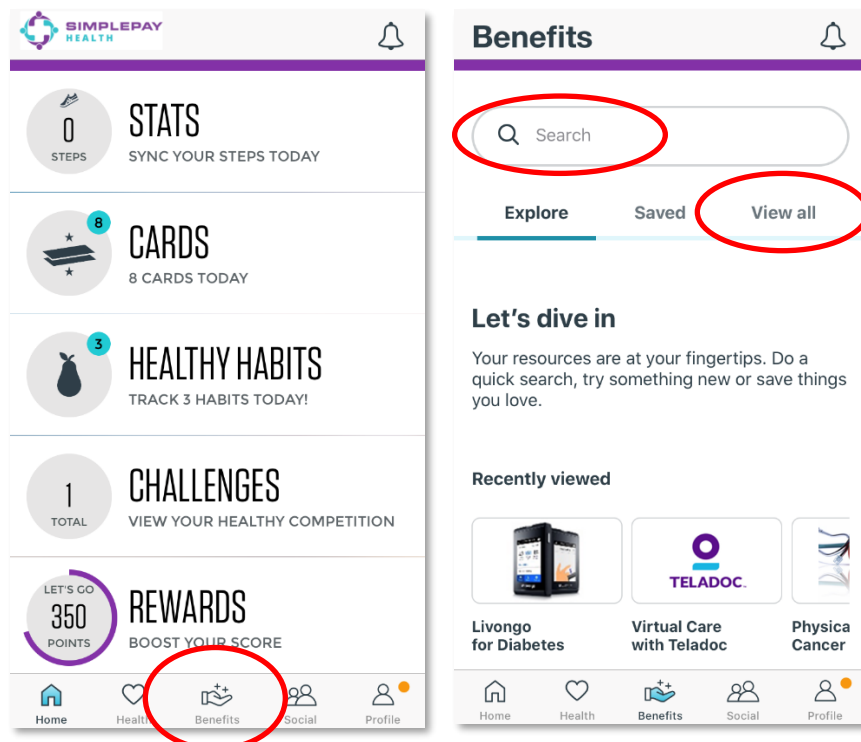 SIMPLEPAY
HEALTH
0
STEPS
STATS
SYNC YOUR STEPS TODAY
8
CARDS
8 CARDS TODAY
3
HEALTHY HABITS
TRACK 3 HABITS TODAY!
1
TOTAL
CHALLENGES
VIEW YOUR HEALTHY COMPETITION
LET'S GO
350
POINTS
REWARDS
BOOST YOUR SCORE
Home
Health
Benefits
Social
Profile
Benefits
Search
Explore
Saved
View all
Let's dive in
Your resources are at your fingertips. Do a
quick search, try something new or save things
you love.
Recently viewed
TELADOC
Livongo
for Diabetes
Virtual Care
with Teladoc
Physica
Cancer
Home
Health
Benefits
Social
Profile